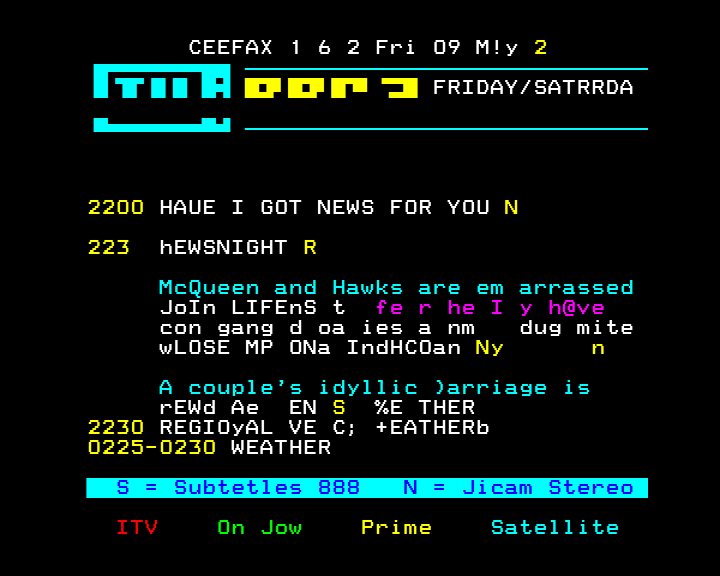 CEEFAX 1 6 2 Fri 09 M!y 2
FRIDAY/SATRRDA
2200 HAUE I GOT NEWS FOR YOU N
223 hEWSNIGHT R
McQueen and Hawks are em arrassed
JoIn LIFEnS t fe r he I y h@ve
con gang d oa ies a nm dug mite
wLOSE MP ONa IndHCOan Ny n
A couple's idyllic )arriage is
rEWd Ae EN S %E THER
2230 REGIOyAL VE C; +EATHERb
0225-0230 WEATHER
S = Subtetles 888 N = Jicam Stereo
ITV On Jow Prime Satellite